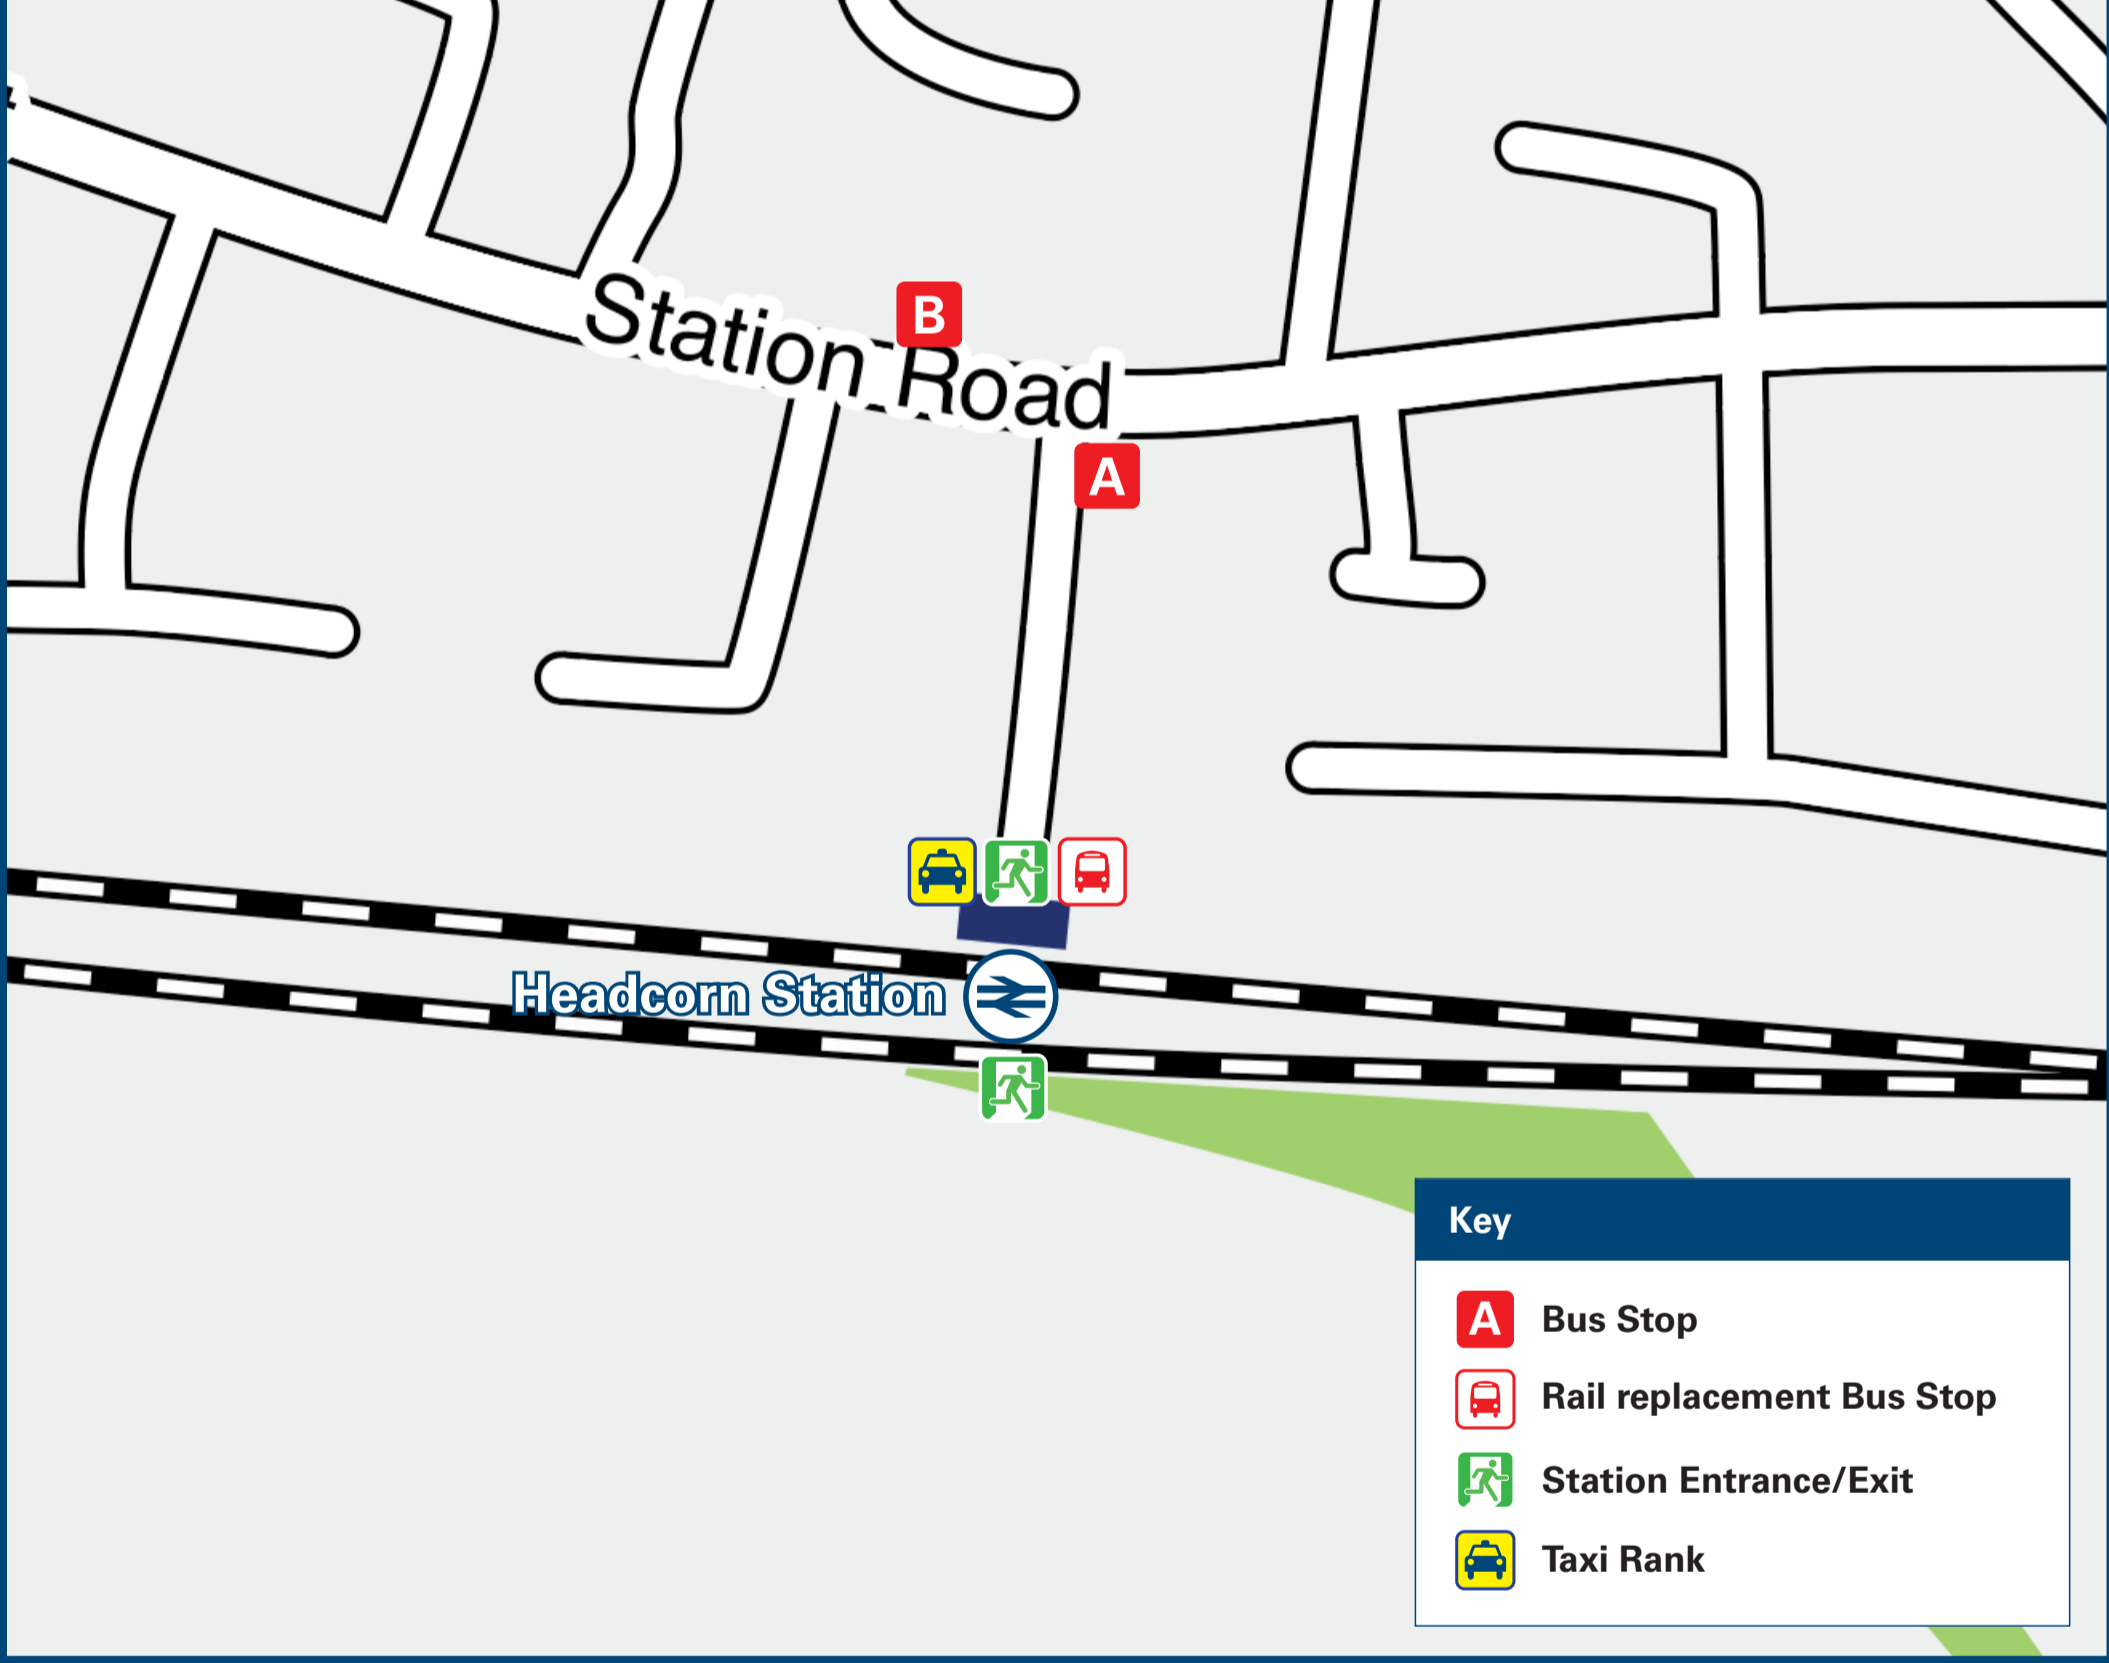 B
Station Road
A
Headcorn Station
Key
A Bus Stop
Rail replacement Bus Stop
Station Entrance/Exit
Taxi Rank